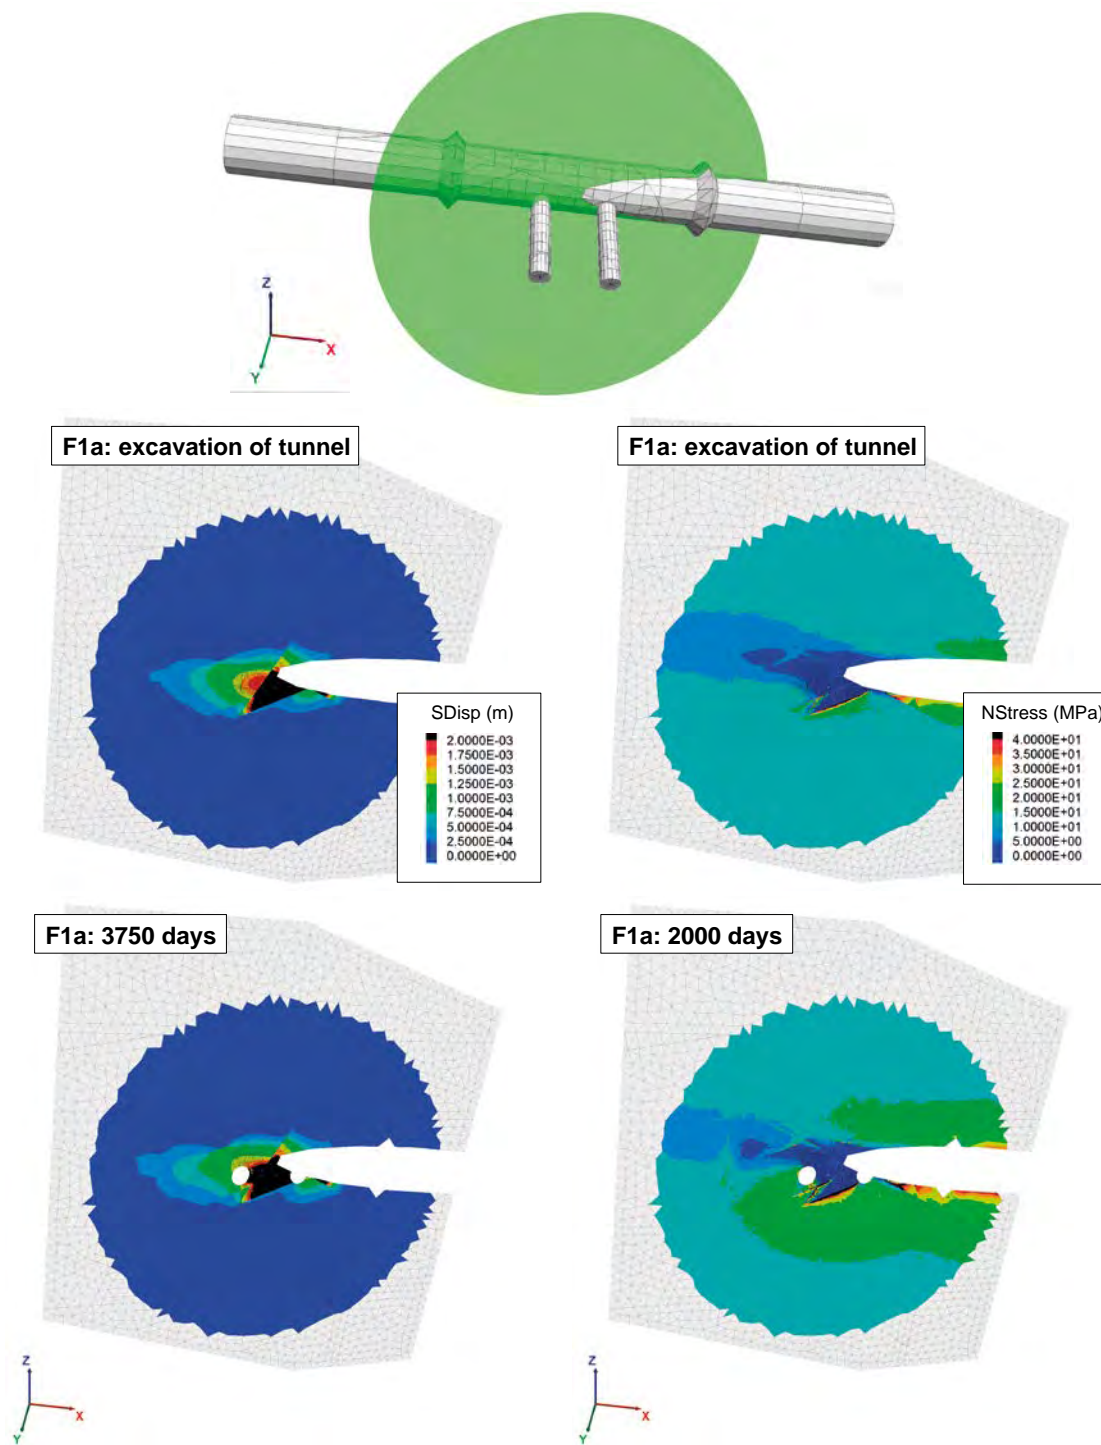 Z
X
Y
F1a: excavation of tunnel
F1a: excavation of tunnel
SDisp (m)
2.0000E-03
1.7500E-03
1.5000E-03
1.2500E-03
1.0000E-03
7.5000E-04
5.0000E-04
2.5000E-04
0.0000E+00
NStress (MPa)
4.0000E+01
3.5000E+01
3.0000E+01
2.5000E+01
2.0000E+01
1.5000E+01
1.0000E+01
5.0000E+00
0.0000E+00
F1a: 3750 days
F1a: 2000 days
Z
X
Y
Z
X
Y